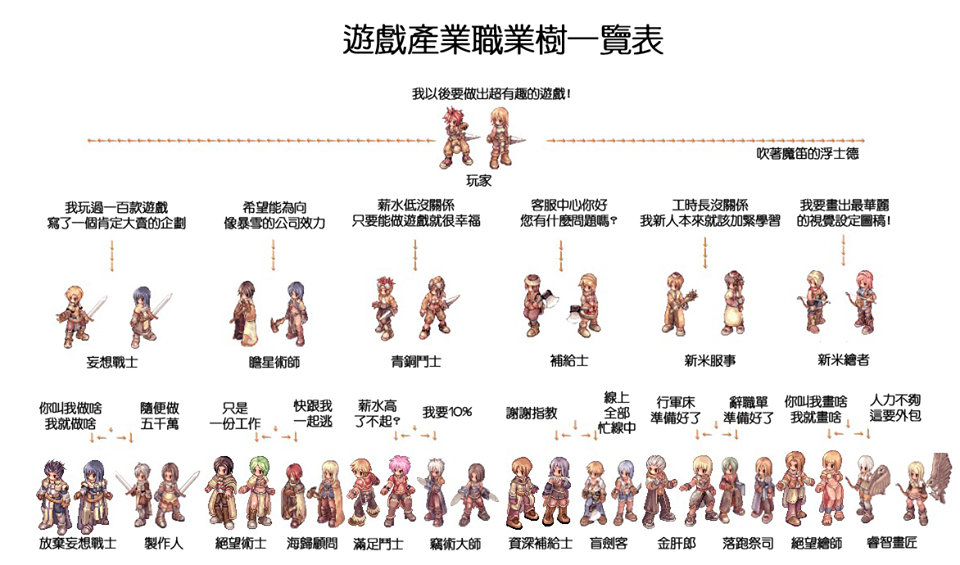 遊戲產業職業樹一覽表
我以後要做出超有趣的遊戲!
吹著魔笛的浮士德
玩家
我玩過一百款遊戲
寫了一個肯定大賣的企劃
希望能為向
像暴雪的公司效力
薪水低沒關係
只要能做遊戲就很幸福
客服中心你好
您有什麼問題嗎?
工時長沒關係
我新人本來就該加緊學習
我要畫出最華麗
的視覺設定圖稿!
妄想戰士
瞻星術師
青銅鬥士
補給士
新米服事
新米繪者
你叫我做啥
我就做啥
隨便做
五千萬
只是
一份工作
快跟我
一起逃
薪水高
了不起?
我要10%
謝謝指教
線上
全部
忙線中
行軍床
準備好了
辭職單
準備好了
你叫我畫啥
我就畫啥
人力不夠
這要外包
放棄妄想戰士
製作人
絕望術士
海歸顧問
滿足鬥士
竊術大師
資深補給士
盲劍客
金肝郎
落跑祭司
絕望繪師
睿智畫匠